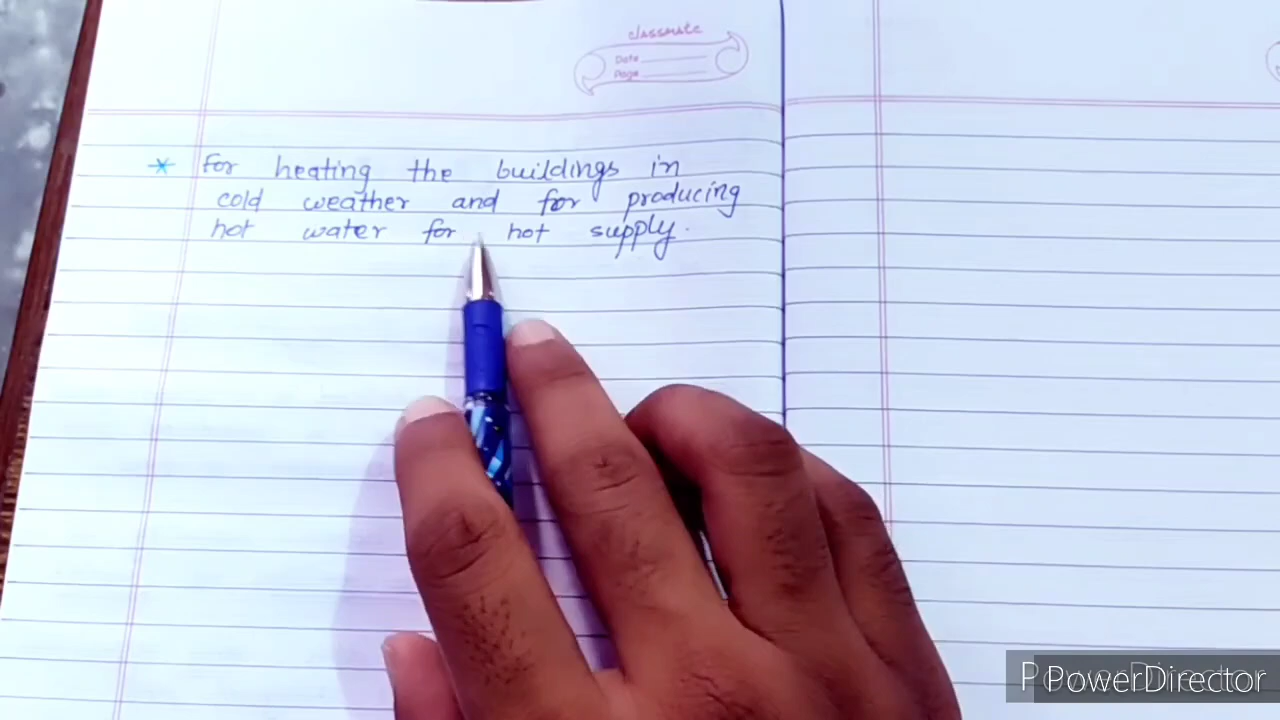 classmate
Date
Page
* for heating the buildings in
cold weather and for producing
hot water for hot supply.
PowerDirector